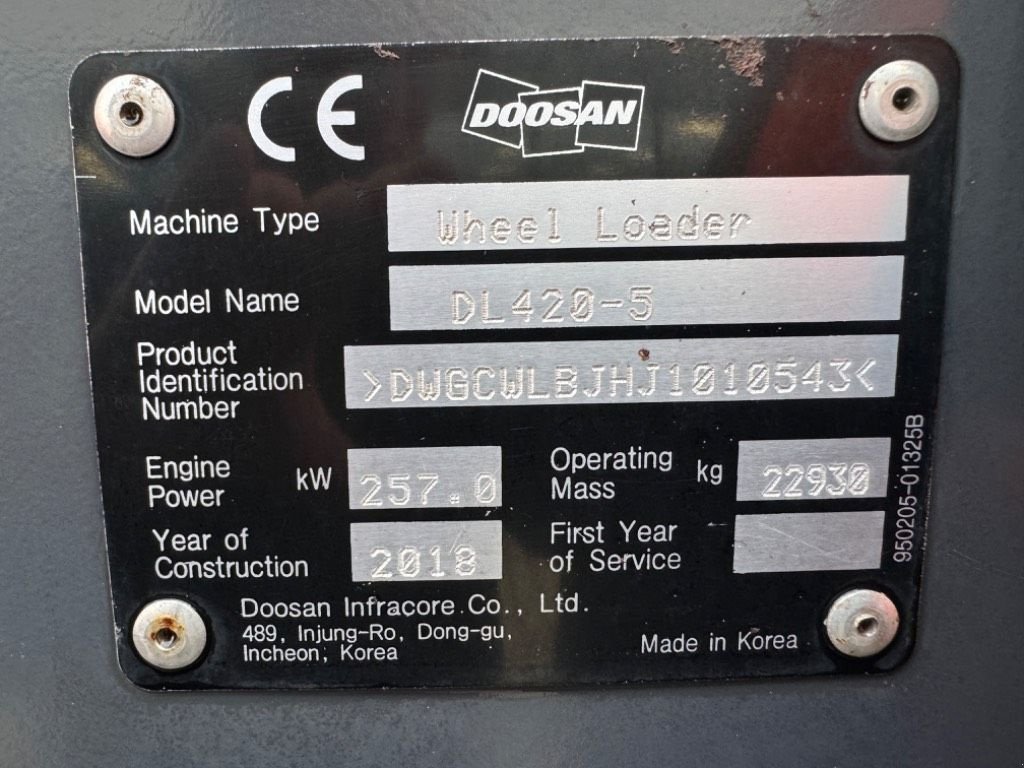 CE
DOOSAN
Machine Type Wheel Loader
Model Name DL420-5
Product
Identification
Number
>DWGCWLBJHJ1010543<
Engine
Power
kW 257.0
Operating
Mass
kg 22930
Year of
Construction
2018
First Year
of Service
Doosan Infracore Co., Ltd.
489, Injung-Ro, Dong-gu,
Incheon, Korea
Made in Korea
950205-01325B